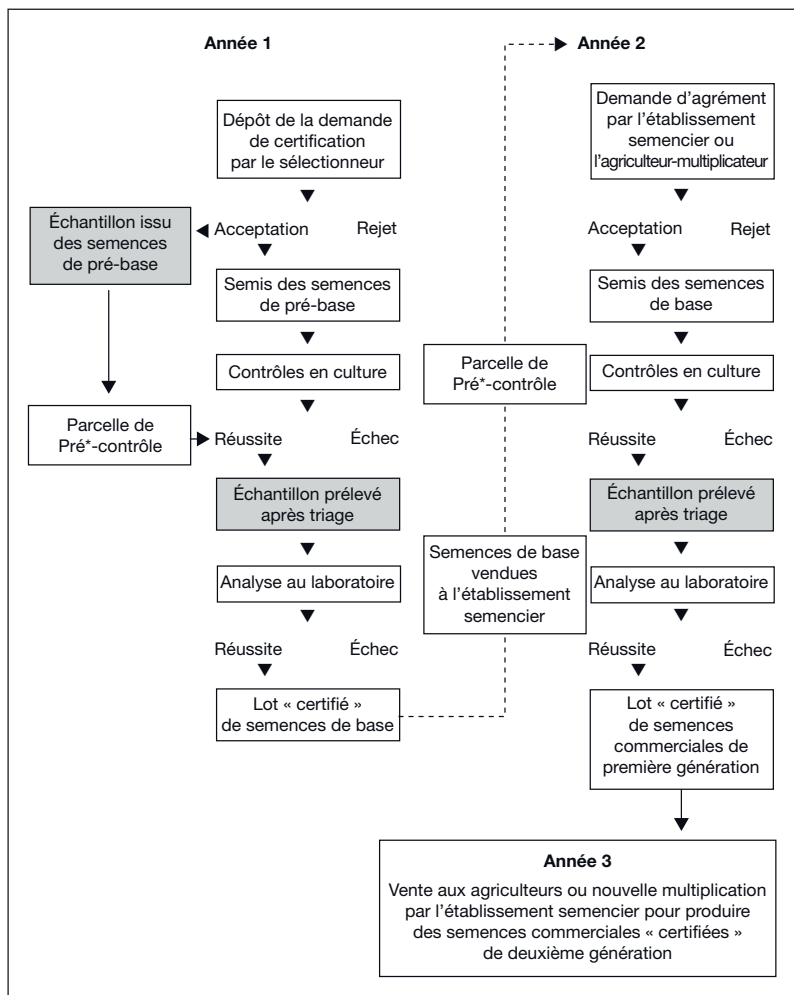 Année 1
Dépôt de la demande
de certification
par le sélectionneur
Échantillon issu
des semences
de pré-base
Acceptation
Rejet
Semis des semences
de pré-base
Contrôles en culture
Parcelle de
Pré*-contrôle
Réussite
Échec
Échantillon prélevé
après triage
Analyse au laboratoire
Réussite
Échec
Lot « certifié »
de semences de base
Semences de base
vendues
à l’établissement
semencier
Parcelle de
Pré*-contrôle
Année 2
Demande d’agrément
par l’établissement
semencier ou
l’agriculteur-multiplicateur
Acceptation
Rejet
Semis des semences
de base
Contrôles en culture
Réussite
Échec
Échantillon prélevé
après triage
Analyse au laboratoire
Réussite
Échec
Lot « certifié »
de semences
commerciales de
première génération
Année 3
Vente aux agriculteurs ou nouvelle multiplication
par l’établissement semencier pour produire
des semences commerciales « certifiées »
de deuxième génération